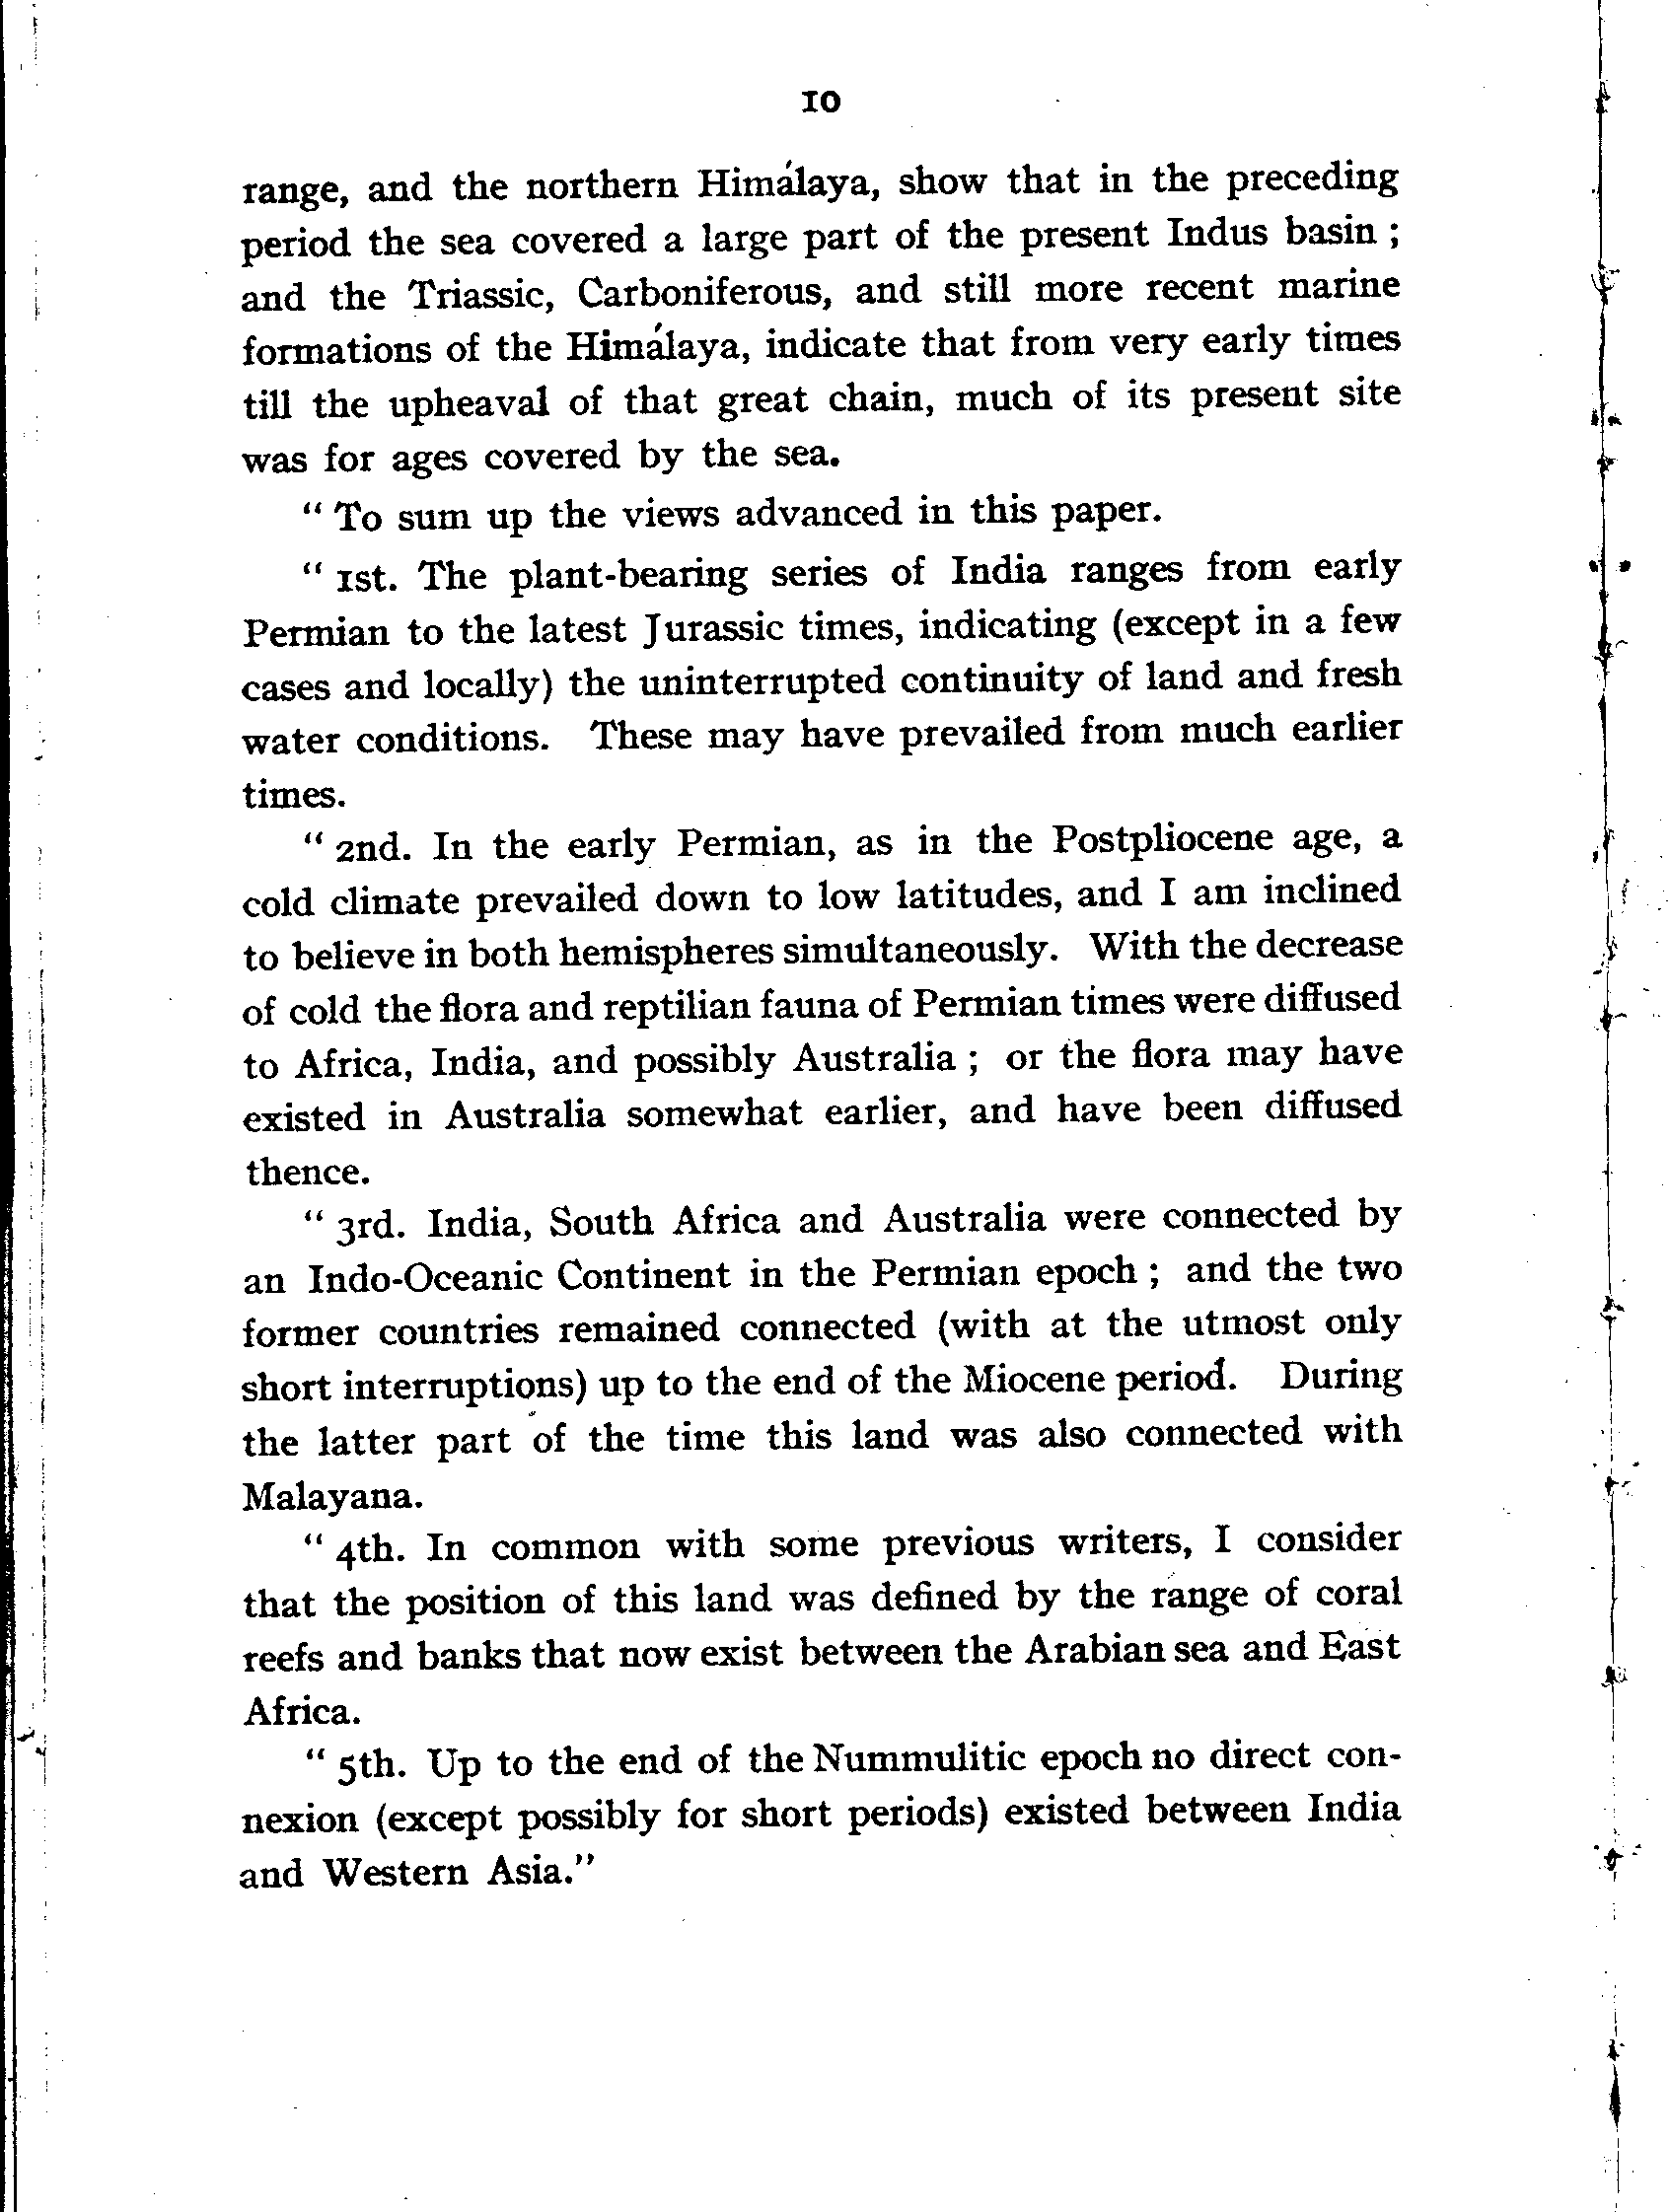 10
range, and the northern Himálaya, show that in the preceding
period the sea covered a large part of the present Indus basin ;
and the Triassic, Carboniferous, and still more recent marine
formations of the Himálaya, indicate that from very early times
till the upheaval of that great chain, much of its present site
was for ages covered by the sea.
“ To sum up the views advanced in this paper.
“ 1st. The plant-bearing series of India ranges from early
Permian to the latest Jurassic times, indicating (except in a few
cases and locally) the uninterrupted continuity of land and fresh
water conditions. These may have prevailed from much earlier
times.
“ 2nd. In the early Permian, as in the Postpliocene age, a
cold climate prevailed down to low latitudes, and I am inclined
to believe in both hemispheres simultaneously. With the decrease
of cold the flora and reptilian fauna of Permian times were diffused
to Africa, India, and possibly Australia ; or the flora may have
existed in Australia somewhat earlier, and have been diffused
thence.
“ 3rd. India, South Africa and Australia were connected by
an Indo-Oceanic Continent in the Permian epoch ; and the two
former countries remained connected (with at the utmost only
short interruptions) up to the end of the Miocene period. During
the latter part of the time this land was also connected with
Malayana.
“ 4th. In common with some previous writers, I consider
that the position of this land was defined by the range of coral
reefs and banks that now exist between the Arabian sea and East
Africa.
“ 5th. Up to the end of the Nummulitic epoch no direct con-
nexion (except possibly for short periods) existed between India
and Western Asia.”